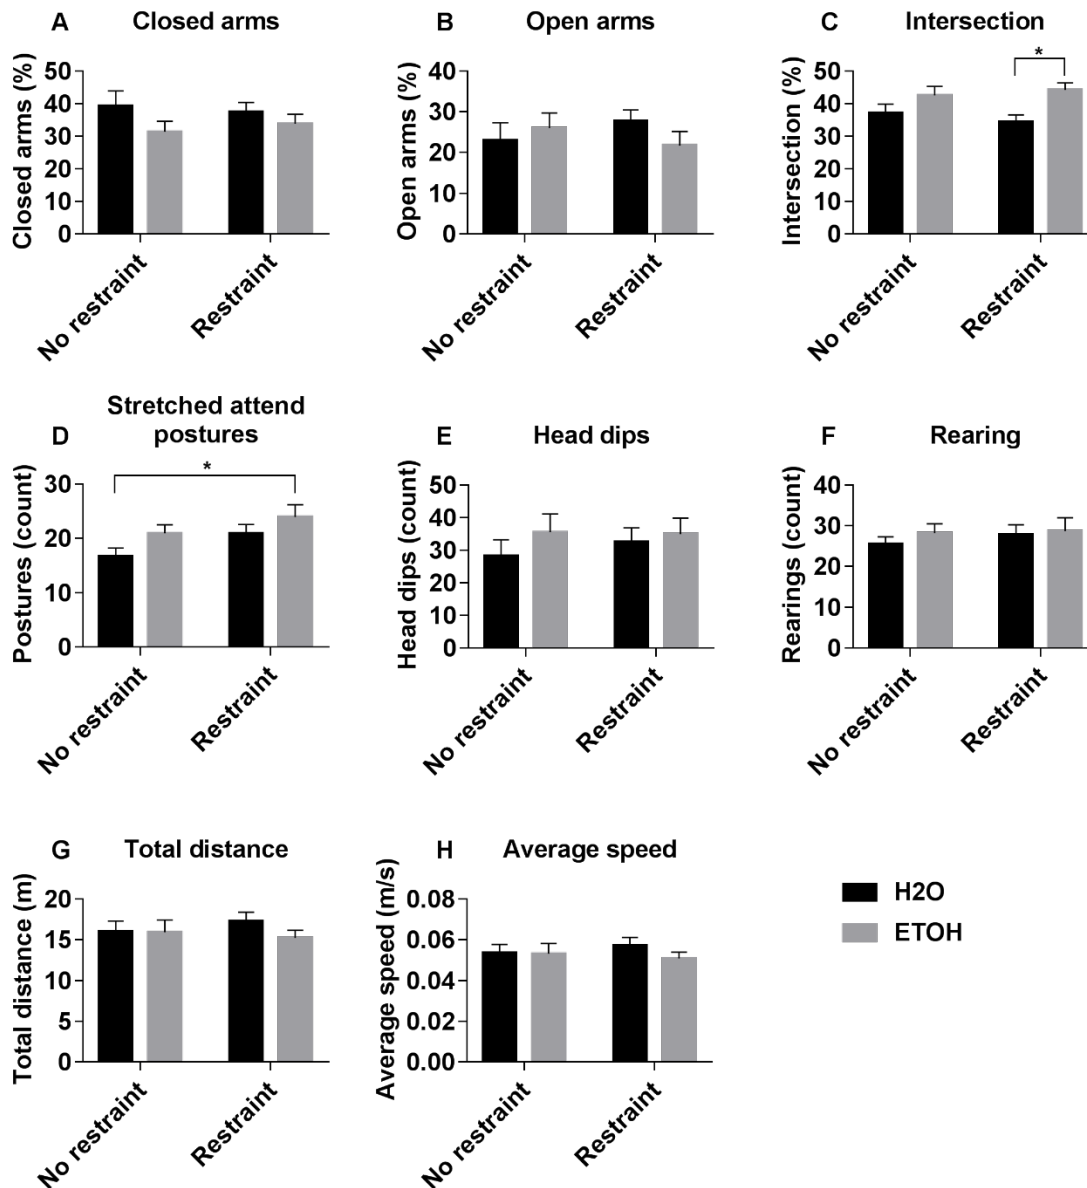 A Closed arms
Closed arms (%)
50
40
30
20
10
0
No restraint
Restraint
B Open arms
Open arms (%)
40
30
20
10
0
No restraint
Restraint
C Intersection
Intersection (%)
50
40
30
20
10
0
*
No restraint
Restraint
D Stretched attend
postures
Postures (count)
30
20
10
0
*
No restraint
Restraint
E Head dips
Head dips (count)
50
40
30
20
10
0
No restraint
Restraint
F Rearing
Rearings (count)
40
30
20
10
0
No restraint
Restraint
G Total distance
Total distance (m)
20
15
10
5
0
No restraint
Restraint
H Average speed
Average speed (m/s)
0.08
0.06
0.04
0.02
0.00
No restraint
Restraint
H2O
ETOH